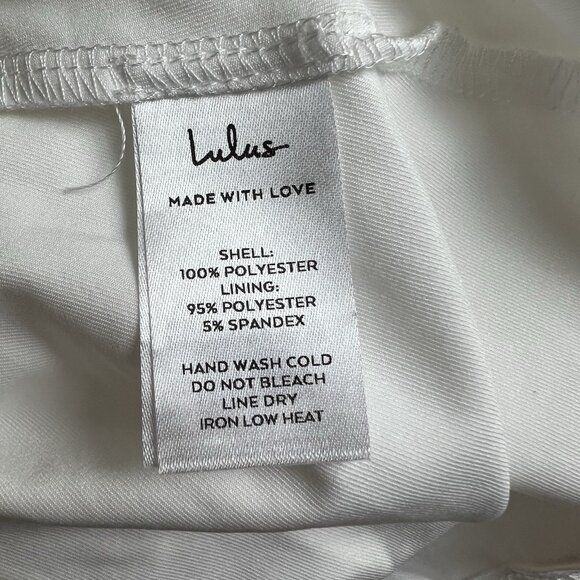 Lulus
MADE WITH LOVE
SHELL:
100% POLYESTER
LINING:
95% POLYESTER
5% SPANDEX
HAND WASH COLD
DO NOT BLEACH
LINE DRY
IRON LOW HEAT